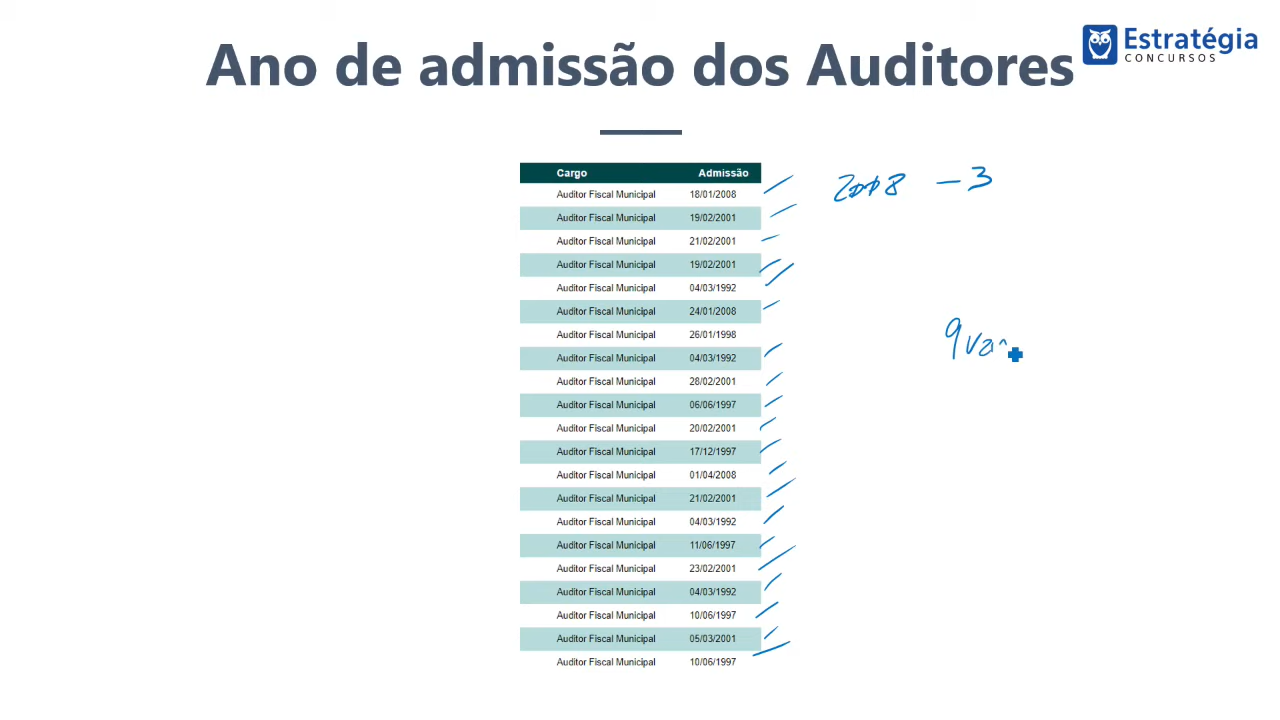 Ano de admissão dos Auditores
Estratégia
CONCURSOS
Cargo Admissão
Auditor Fiscal Municipal 18/01/2008
Auditor Fiscal Municipal 19/02/2001
Auditor Fiscal Municipal 21/02/2001
Auditor Fiscal Municipal 19/02/2001
Auditor Fiscal Municipal 04/03/1992
Auditor Fiscal Municipal 24/01/2008
Auditor Fiscal Municipal 26/01/1998
Auditor Fiscal Municipal 04/03/1992
Auditor Fiscal Municipal 28/02/2001
Auditor Fiscal Municipal 06/06/1997
Auditor Fiscal Municipal 20/02/2001
Auditor Fiscal Municipal 17/12/1997
Auditor Fiscal Municipal 01/04/2008
Auditor Fiscal Municipal 21/02/2001
Auditor Fiscal Municipal 04/03/1992
Auditor Fiscal Municipal 11/06/1997
Auditor Fiscal Municipal 23/02/2001
Auditor Fiscal Municipal 04/03/1992
Auditor Fiscal Municipal 10/06/1997
Auditor Fiscal Municipal 05/03/2001
Auditor Fiscal Municipal 10/06/1997
2008 - 3